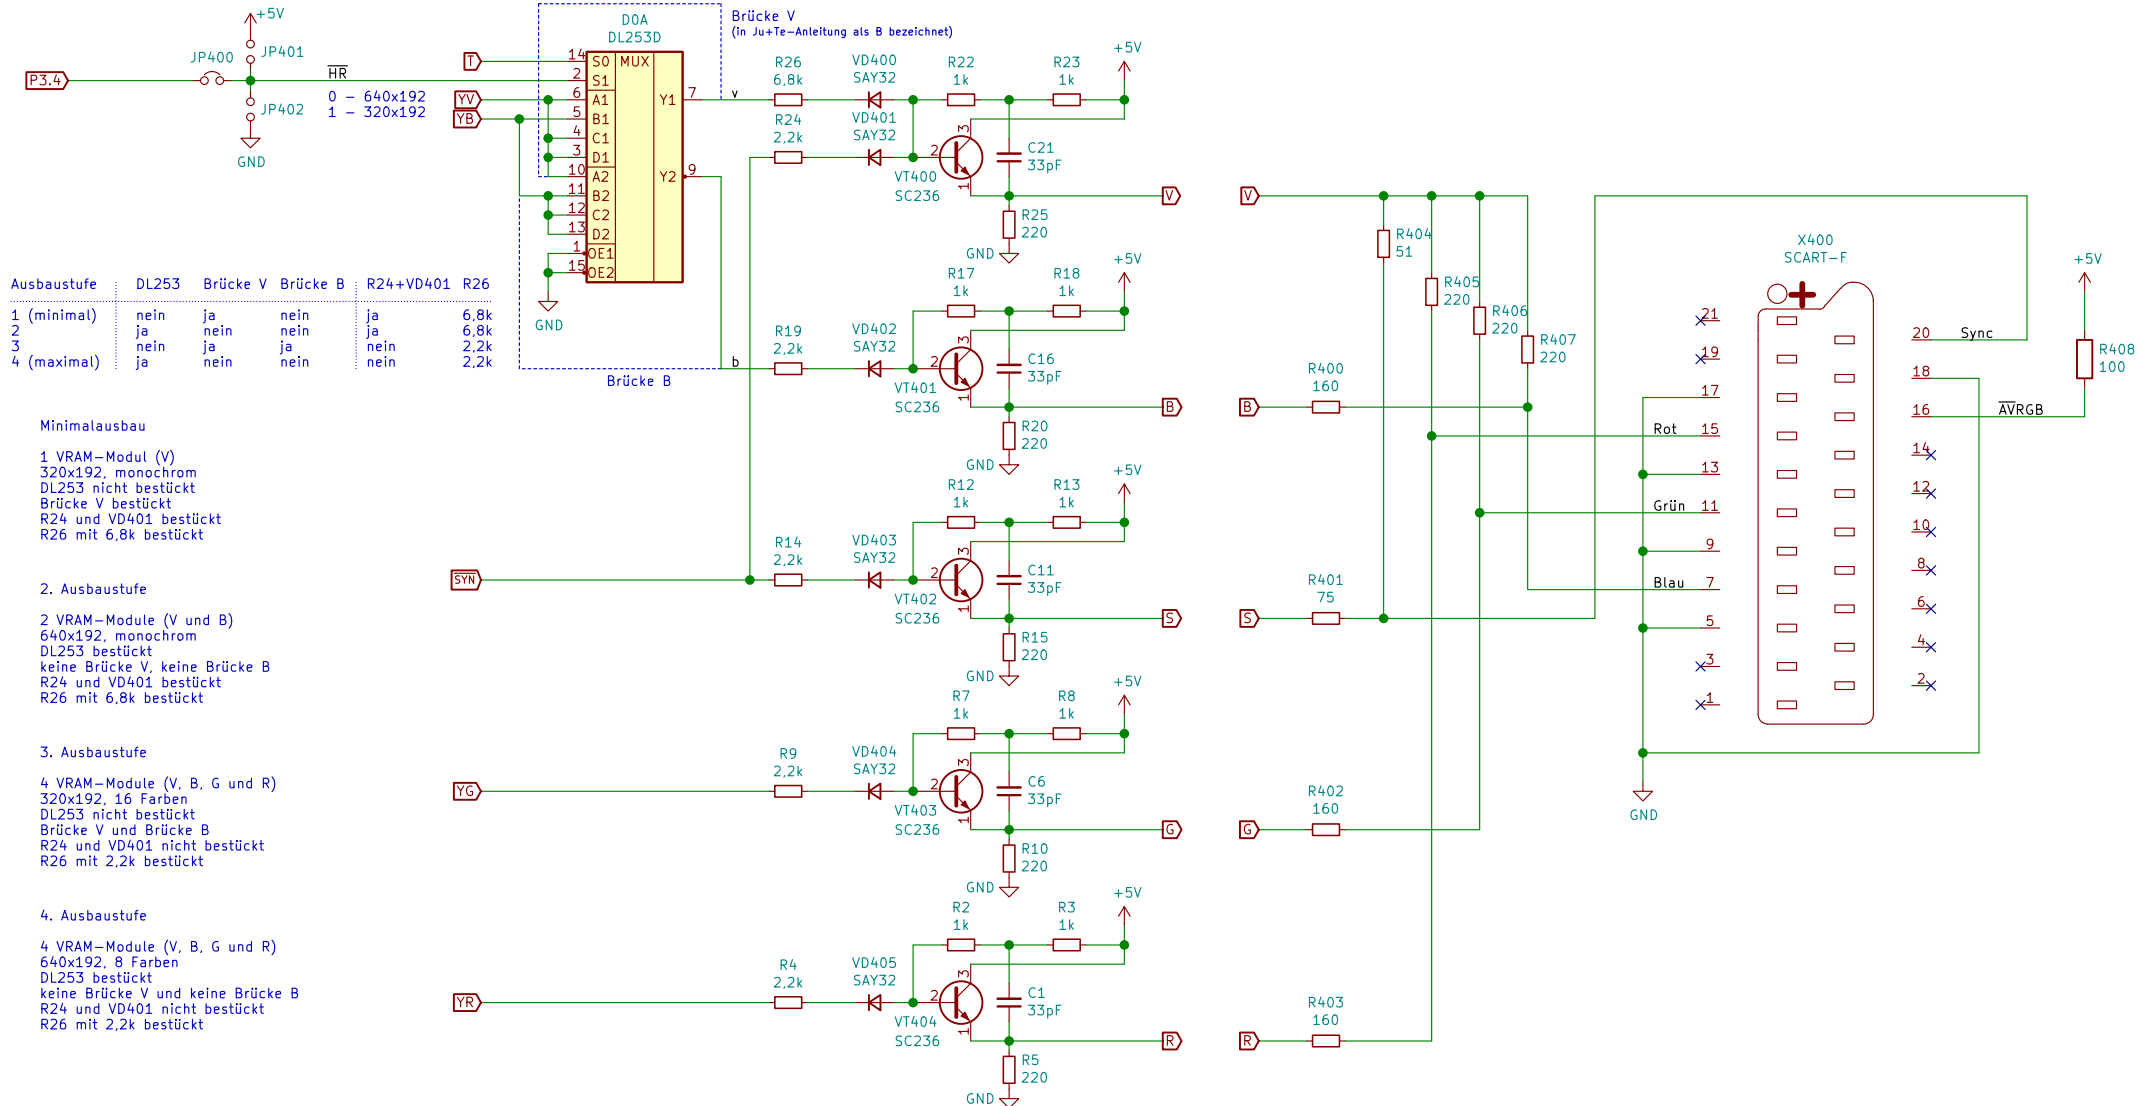 +5V
JP400
JP401
P3.4
HR
JP402
GND
0 – 640x192
1 – 320x192
T
YV
YB
D0A
DL253D
14 S0 MUX
2 S1
6 A1 Y1 7
5 B1
4 C1
3 D1
10 A2 Y2 9
11 B2
12 C2
13 D2
1 OE1
15 OE2
GND
Brücke V
(in Ju+Te-Anleitung als B bezeichnet)
v
b
Brücke B
Ausbaustufe DL253 Brücke V Brücke B R24+VD401 R26
1 (minimal) nein ja nein ja 6,8k
2 ja nein nein ja 6,8k
3 nein ja ja nein 2,2k
4 (maximal) ja nein nein nein 2,2k
Minimalausbau
1 VRAM–Modul (V)
320x192, monochrom
DL253 nicht bestückt
Brücke V bestückt
R24 und VD401 bestückt
R26 mit 6,8k bestückt
2. Ausbaustufe
2 VRAM–Module (V und B)
640x192, monochrom
DL253 bestückt
keine Brücke V, keine Brücke B
R24 und VD401 bestückt
R26 mit 6,8k bestückt
3. Ausbaustufe
4 VRAM–Module (V, B, G und R)
320x192, 16 Farben
DL253 nicht bestückt
Brücke V und Brücke B
R24 und VD401 nicht bestückt
R26 mit 2,2k bestückt
4. Ausbaustufe
4 VRAM–Module (V, B, G und R)
640x192, 8 Farben
DL253 bestückt
keine Brücke V und keine Brücke B
R24 und VD401 nicht bestückt
R26 mit 2,2k bestückt
SYN
YG
YR
R26
6,8k
VD400
SAY32
R22
1k
R23
1k
+5V
R24
2,2k
VD401
SAY32
3
2
1
VT400
SC236
C21
33pF
R25
220
GND
V
R19
2,2k
VD402
SAY32
R17
1k
R18
1k
+5V
3
2
1
VT401
SC236
C16
33pF
R20
220
GND
B
R14
2,2k
VD403
SAY32
R12
1k
R13
1k
+5V
3
2
1
VT402
SC236
C11
33pF
R15
220
GND
S
R9
2,2k
VD404
SAY32
R7
1k
R8
1k
+5V
3
2
1
VT403
SC236
C6
33pF
R10
220
GND
G
R4
2,2k
VD405
SAY32
R2
1k
R3
1k
+5V
3
2
1
VT404
SC236
C1
33pF
R5
220
GND
R
V
B
S
G
R
R400
160
R401
75
R402
160
R403
160
R404
51
R405
220
R406
220
R407
220
X400
SCART–F
21
19
17
Rot 15
13
Grün 11
9
Blau 7
5
3
1
20 Sync
18
16 AVRGB
14
12
10
8
6
4
2
GND
+5V
R408
100